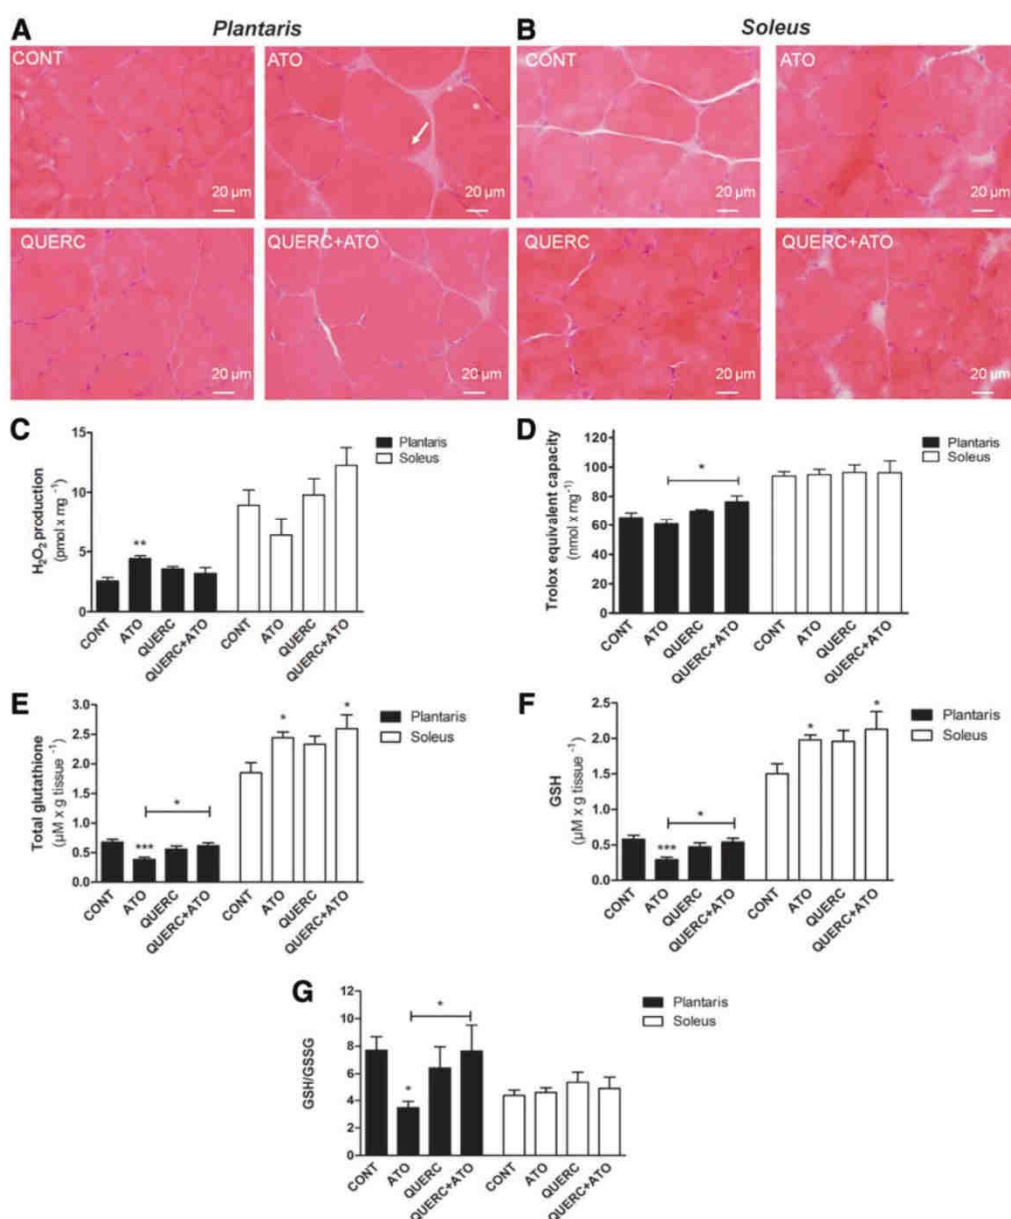 A Plantaris B Soleus
CONT ATO CONT ATO
20 µm 20 µm 20 µm 20 µm
QUERC QUERC+ATO QUERC QUERC+ATO
20 µm 20 µm 20 µm 20 µm
C
H2O2 production
(pmol x mg -1)
15
10
5
0
**
Plantaris
Soleus
CONT ATO QUERC QUERC+ATO CONT ATO QUERC QUERC+ATO
D
Trolox equivalent capacity
(nmol x mg-1)
120
100
80
60
40
20
0
*
Plantaris
Soleus
CONT ATO QUERC QUERC+ATO CONT ATO QUERC QUERC+ATO
E
Total glutathione
(µM x g tissue -1)
3.0
2.5
2.0
1.5
1.0
0.5
0.0
*** * * *
Plantaris
Soleus
CONT ATO QUERC QUERC+ATO CONT ATO QUERC QUERC+ATO
F
GSH
(µM x g tissue -1)
2.5
2.0
1.5
1.0
0.5
0.0
*** * * *
Plantaris
Soleus
CONT ATO QUERC QUERC+ATO CONT ATO QUERC QUERC+ATO
G
GSH/GSSG
12
10
8
6
4
2
0
* *
Plantaris
Soleus
CONT ATO QUERC QUERC+ATO CONT ATO QUERC QUERC+ATO